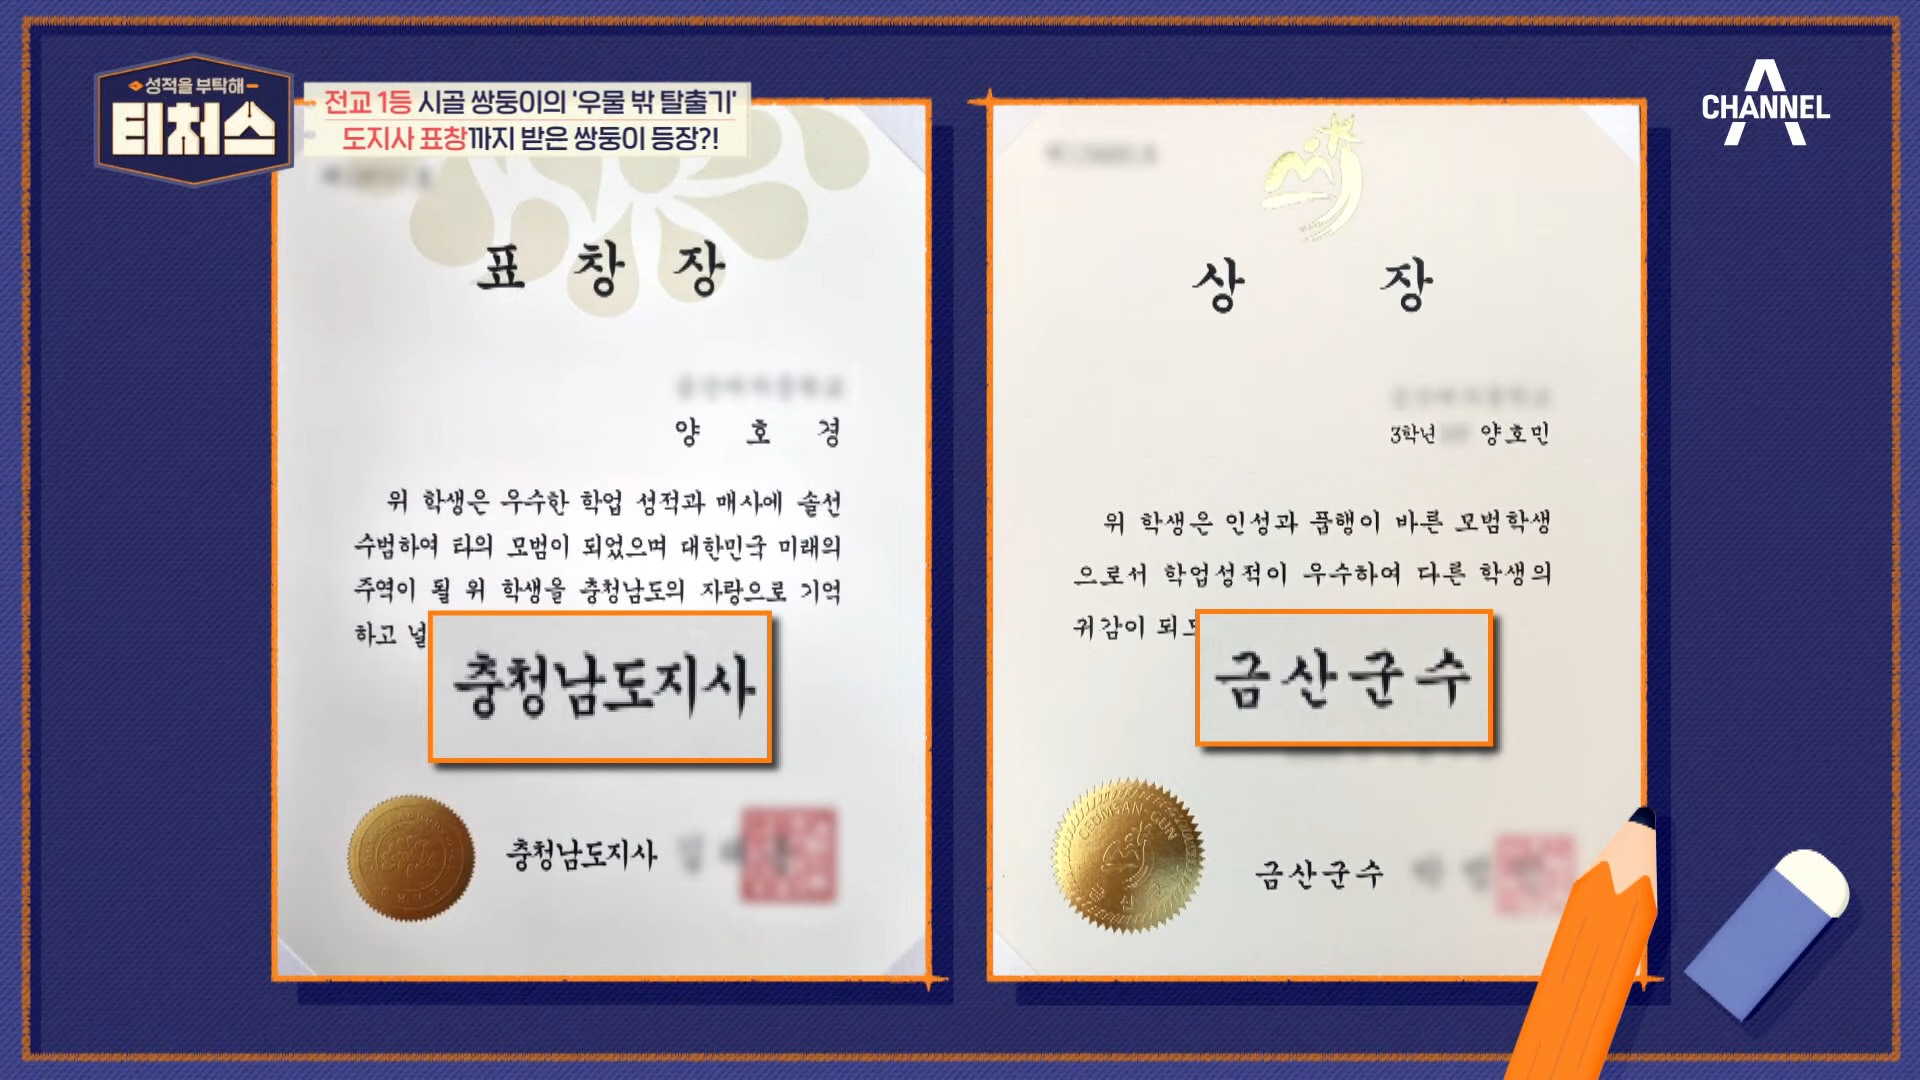 성적을 부탁해
티처스
전교 1등 시골 쌍둥이의 '우물 밖 탈출기'
도지사 표창까지 받은 쌍둥이 등장?!
CHANNEL A
표 창 장
양 호 경
위 학생은 우수한 학업 성적과 매사에 솔선
수범하여 타의 모범이 되었으며 대한민국 미래의
주역이 될 위 학생을 충청남도의 자랑으로 기억
하고 널
충청남도지사
충청남도지사
상 장
3학년 양호민
위 학생은 인성과 품행이 바른 모범학생
으로서 학업성적이 우수하여 다른 학생의
귀감이 되
금산군수
GEUMSAN-GUN
금산군수